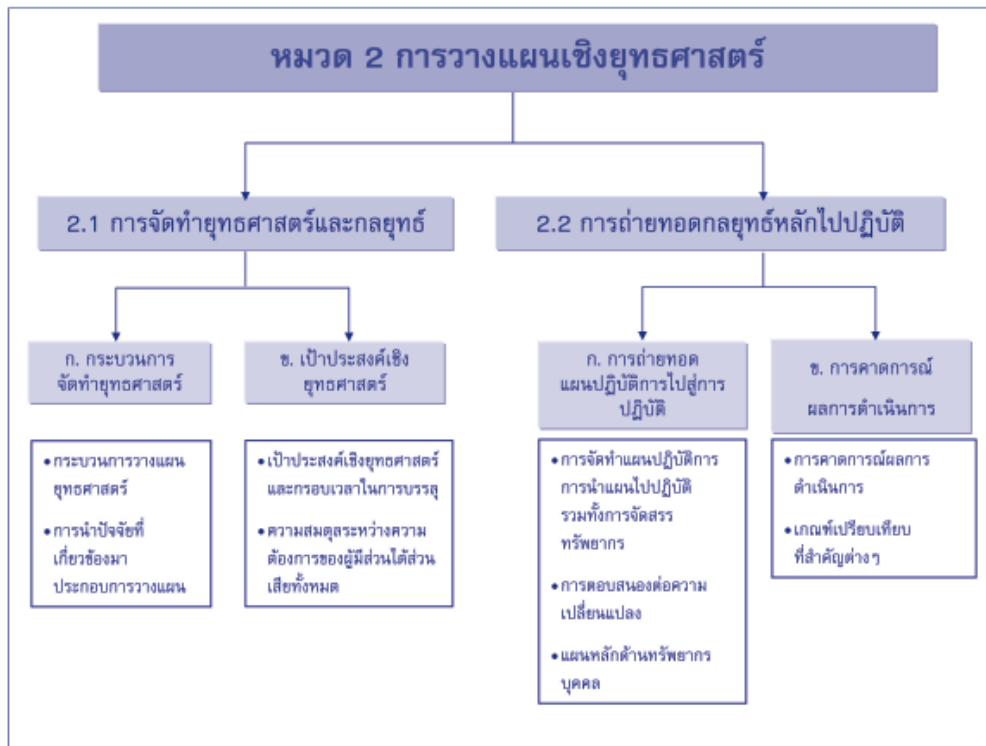 หมวด 2 การวางแผนเชิงยุทธศาสตร์
2.1 การจัดทำยุทธศาสตร์และกลยุทธ์
2.2 การถ่ายทอดกลยุทธ์หลักไปปฏิบัติ
ก. กระบวนการ
จัดทำยุทธศาสตร์
ข. เป้าประสงค์เชิง
ยุทธศาสตร์
ก. การถ่ายทอด
แผนปฏิบัติการไปสู่การ
ปฏิบัติ
ข. การคาดการณ์
ผลการดำเนินการ
•กระบวนการวางแผน
ยุทธศาสตร์
•การนำปัจจัยที่
เกี่ยวข้องมา
ประกอบการวางแผน
•เป้าประสงค์เชิงยุทธศาสตร์
และกรอบเวลาในการบรรลุ
•ความสมดุลระหว่างความ
ต้องการของผู้มีส่วนได้ส่วน
เสียทั้งหมด
•การจัดทำแผนปฏิบัติการ
การนำแผนไปปฏิบัติ
รวมทั้งการจัดสรร
ทรัพยากร
•การตอบสนองต่อความ
เปลี่ยนแปลง
•แผนหลักด้านทรัพยากร
บุคคล
•การคาดการณ์ผลการ
ดำเนินการ
•เกณฑ์เปรียบเทียบ
ที่สำคัญต่างๆ